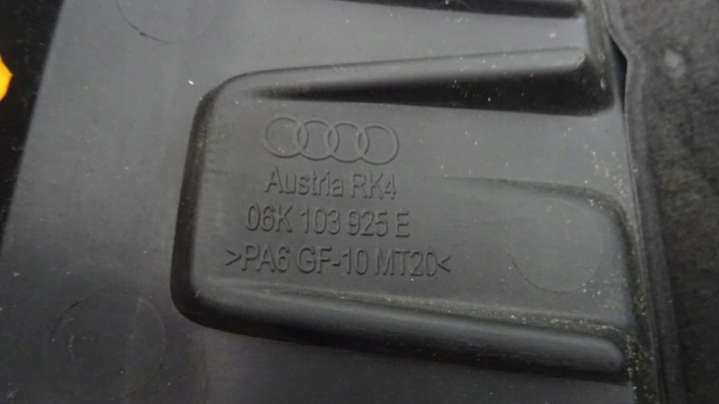 Austria RK4
06K 103 925 E
>PA6 GF-10 MT20<